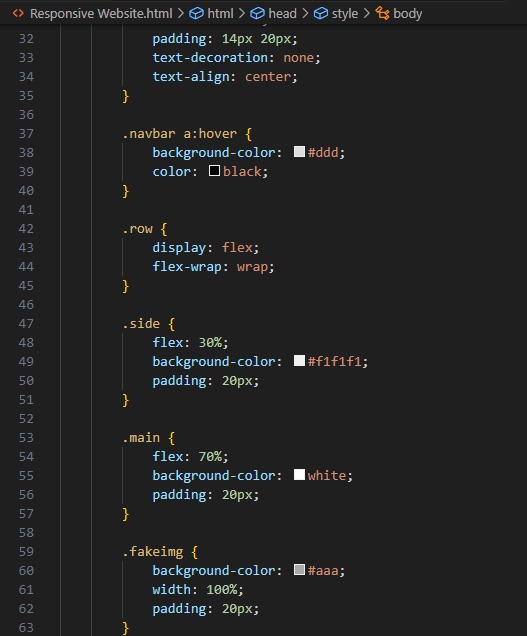 Responsive Website.html > html > head > style > body
32 padding: 14px 20px;
33 text-decoration: none;
34 text-align: center;
35 }
36
37 .navbar a:hover {
38 background-color: #ddd;
39 color: black;
40 }
41
42 .row {
43 display: flex;
44 flex-wrap: wrap;
45 }
46
47 .side {
48 flex: 30%;
49 background-color: #f1f1f1;
50 padding: 20px;
51 }
52
53 .main {
54 flex: 70%;
55 background-color: white;
56 padding: 20px;
57 }
58
59 .fakeimg {
60 background-color: #aaa;
61 width: 100%;
62 padding: 20px;
63 }